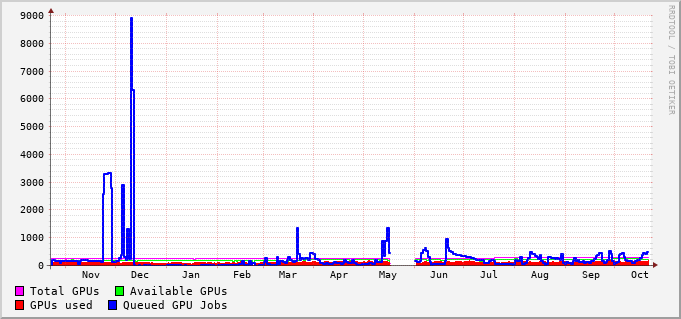 9000
8000
7000
6000
5000
4000
3000
2000
1000
0
Nov Dec Jan Feb Mar Apr May Jun Jul Aug Sep Oct
Total GPUs Available GPUs
GPUs used Queued GPU Jobs
RRDTOOL / TOBI OETIKER